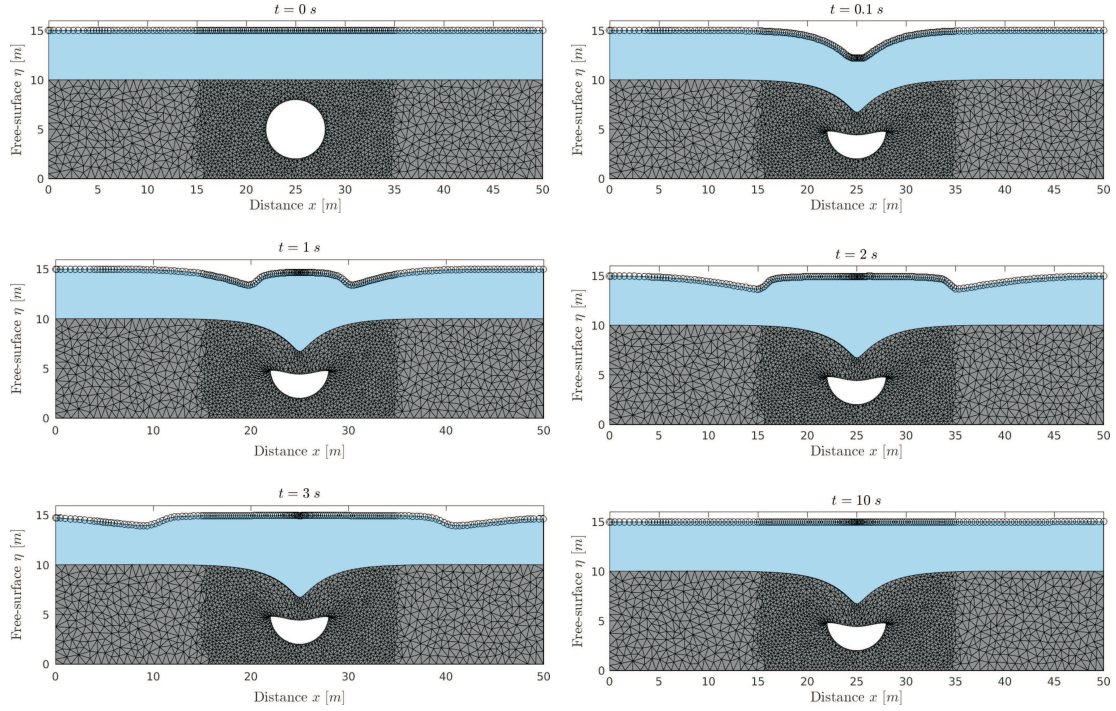 t = 0 s
Free-surface η [m]
15
10
5
0
0 5 10 15 20 25 30 35 40 45 50
Distance x [m]
t = 0.1 s
Free-surface η [m]
15
10
5
0
0 5 10 15 20 25 30 35 40 45 50
Distance x [m]
t = 1 s
Free-surface η [m]
15
10
5
0
0 10 20 30 40 50
Distance x [m]
t = 2 s
Free-surface η [m]
15
10
5
0
0 5 10 15 20 25 30 35 40 45 50
Distance x [m]
t = 3 s
Free-surface η [m]
15
10
5
0
0 10 20 30 40 50
Distance x [m]
t = 10 s
Free-surface η [m]
15
10
5
0
0 5 10 15 20 25 30 35 40 45 50
Distance x [m]